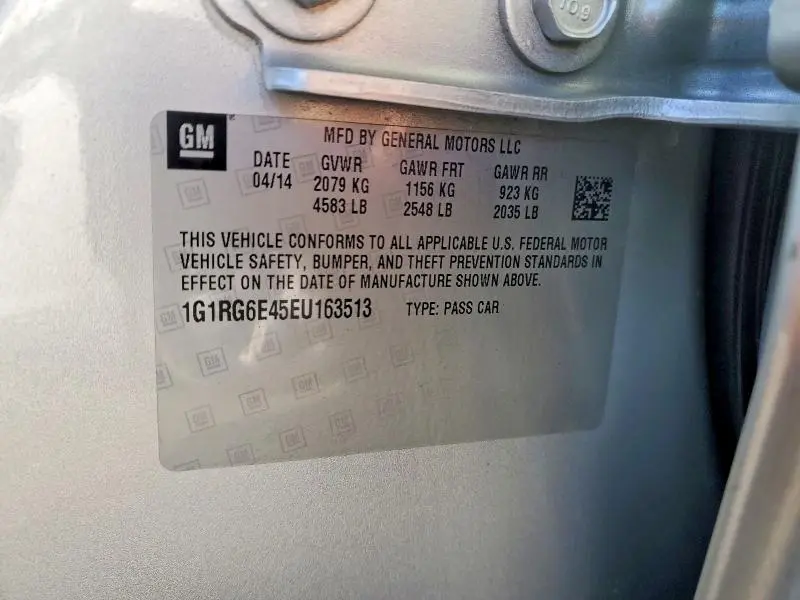 GM
MFD BY GENERAL MOTORS LLC
DATE GVWR GAWR FRT GAWR RR
04/14 2079 KG 1156 KG 923 KG
4583 LB 2548 LB 2035 LB
THIS VEHICLE CONFORMS TO ALL APPLICABLE U.S. FEDERAL MOTOR
VEHICLE SAFETY, BUMPER, AND THEFT PREVENTION STANDARDS IN
EFFECT ON THE DATE OF MANUFACTURE SHOWN ABOVE.
1G1RG6E45EU163513 TYPE: PASS CAR